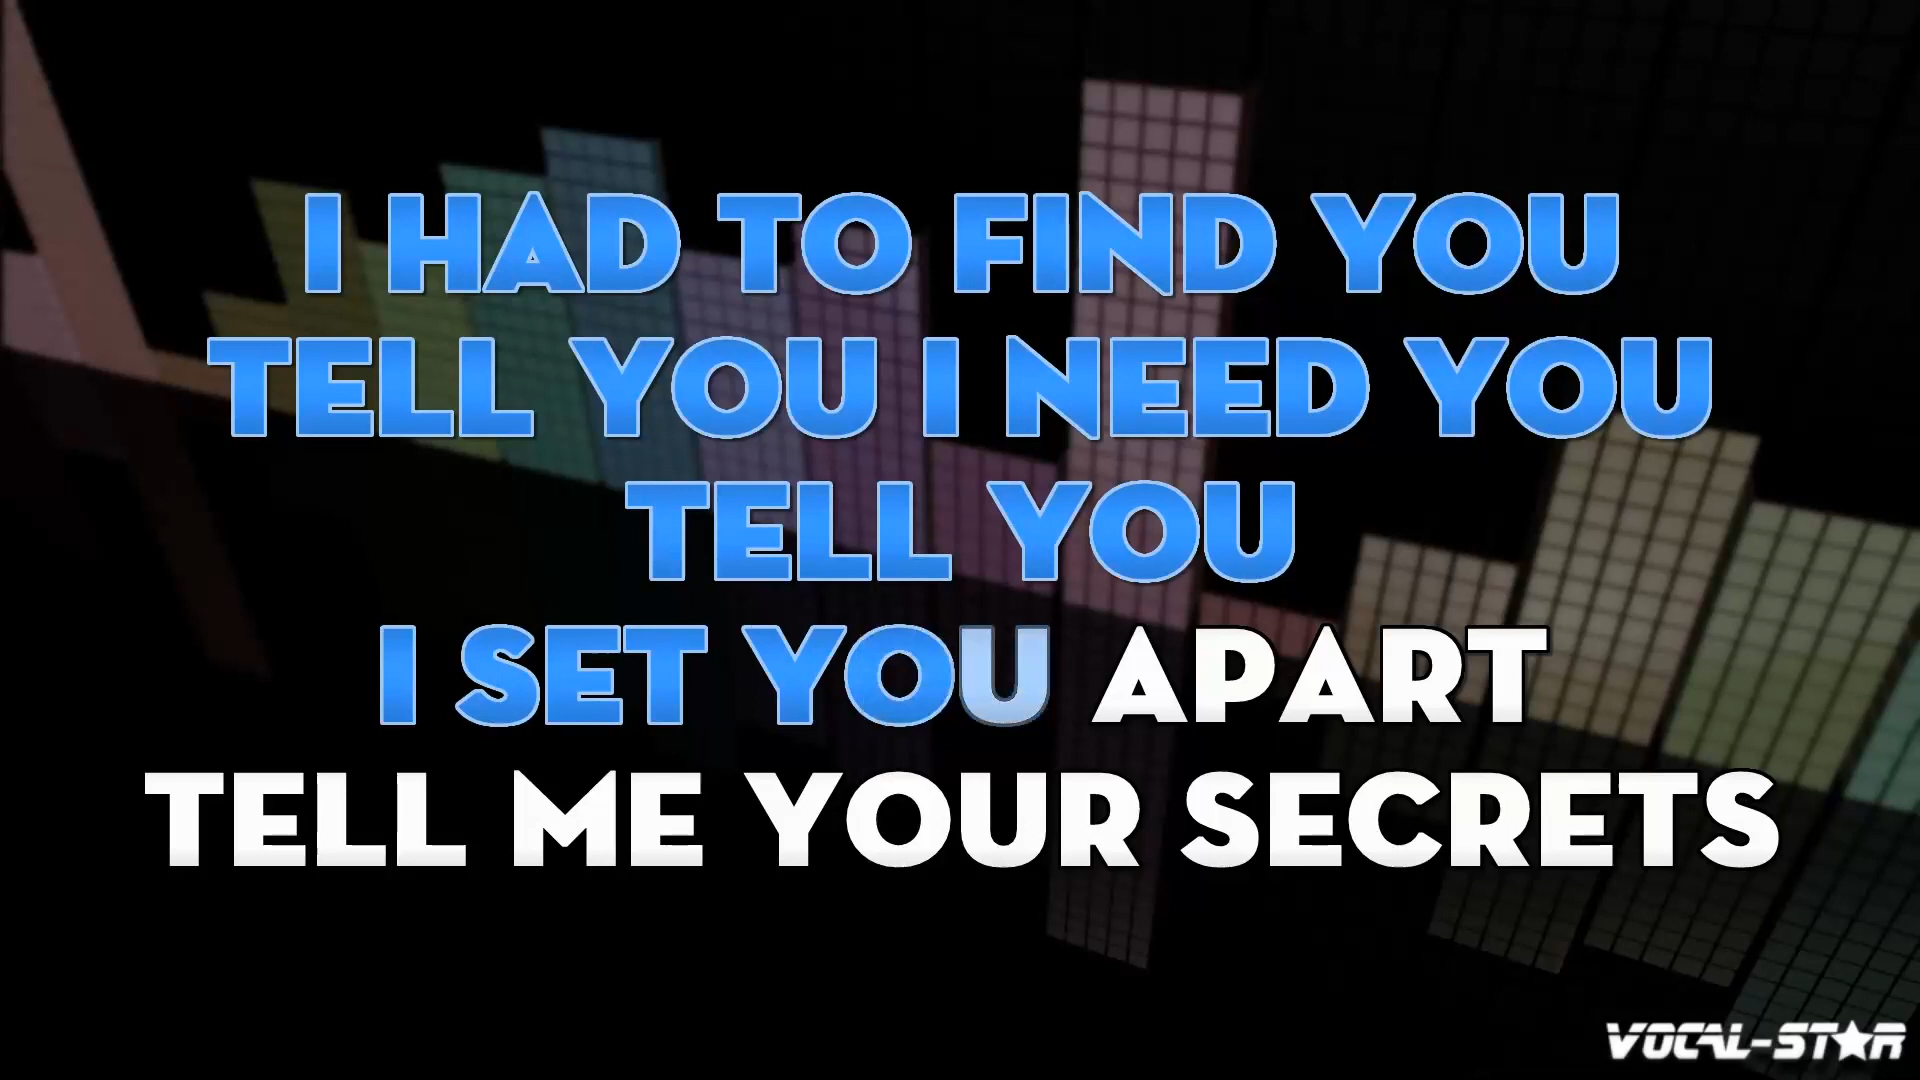 I HAD TO FIND YOU
TELL YOU I NEED YOU
TELL YOU
I SET YOU APART
TELL ME YOUR SECRETS
VOCAL-STAR